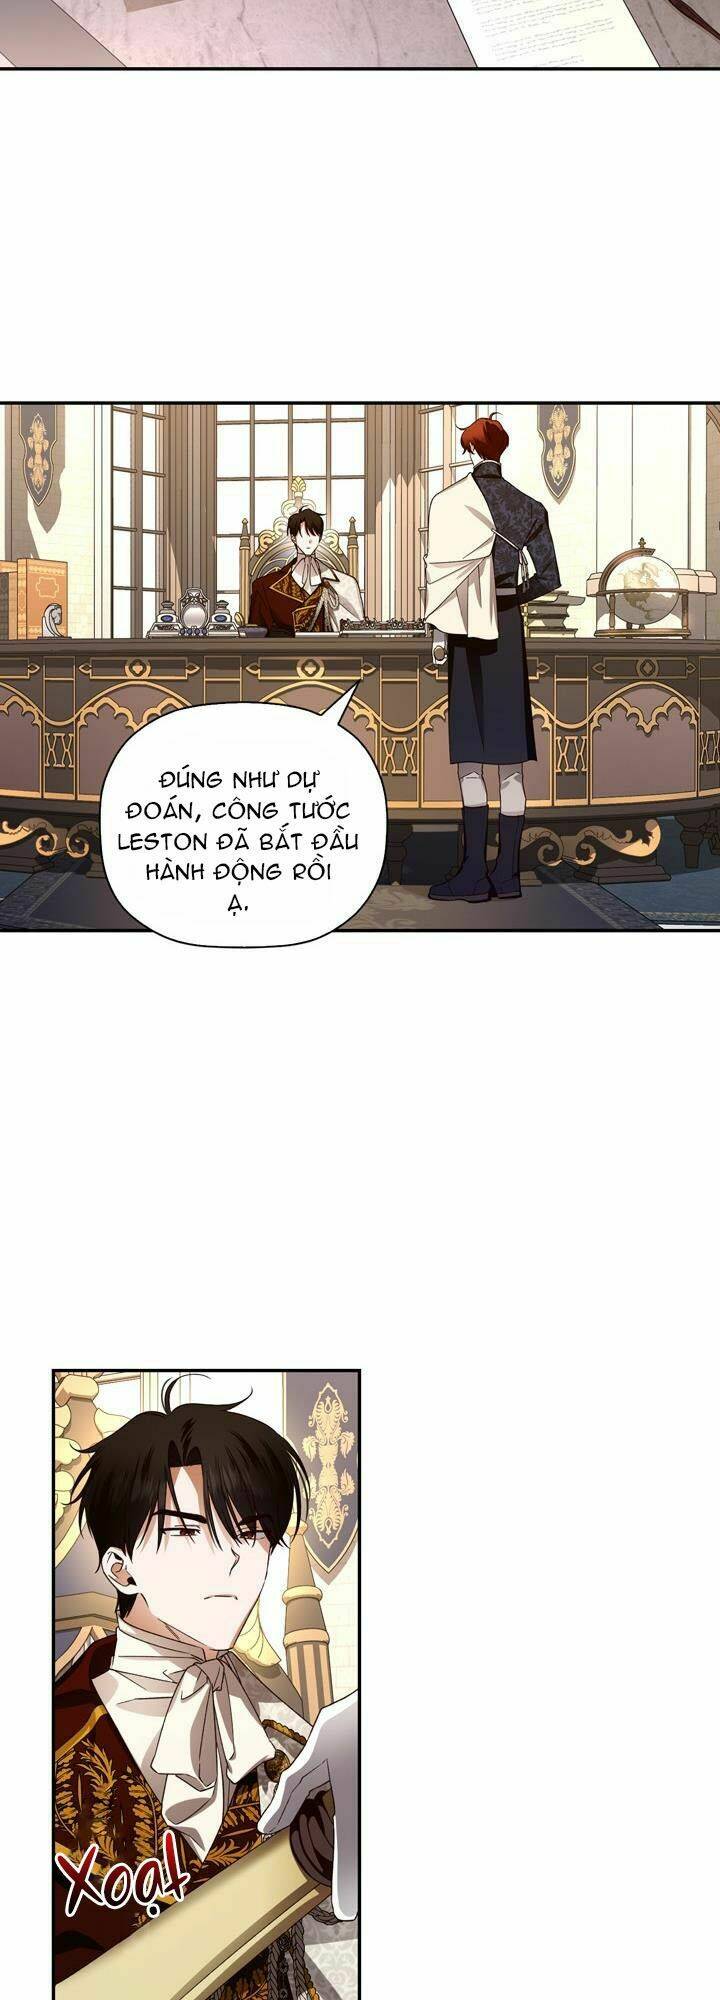 ĐÚNG NHƯ DỰ
ĐOÁN, CÔNG TƯỚC
LESTON ĐÃ BẮT ĐẦU
HÀNH ĐỘNG RỒI
Ạ.
Xoạt